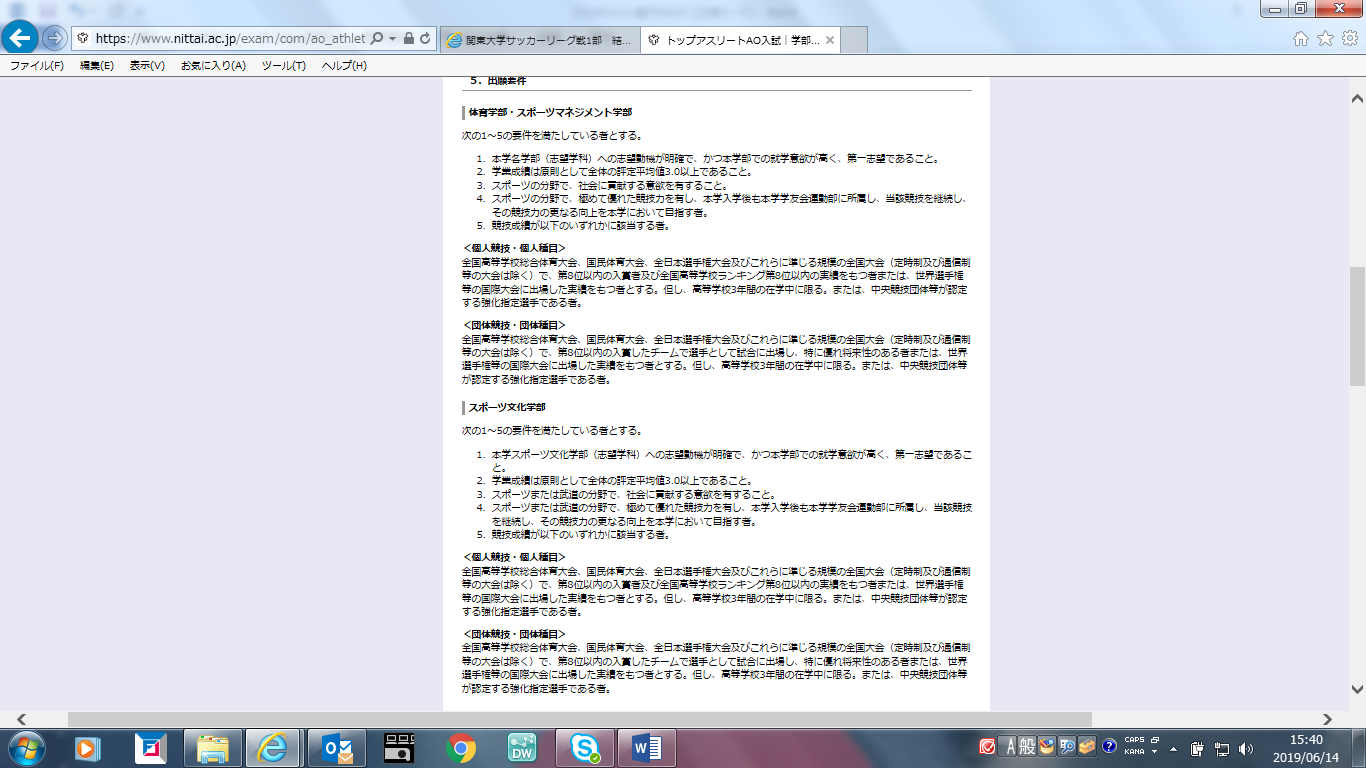 https://www.nittai.ac.jp/exam/com/ao_athlet
関東大学サッカーリーグ戦1部 結...
トップアスリートAO入試｜学部...
ファイル(F) 編集(E) 表示(V) お気に入り(A) ツール(T) ヘルプ(H)
5．出願要件
体育学部・スポーツマネジメント学部
次の1～5の要件を満たしている者とする。
1. 本学各学部（志望学科）への志望動機が明確で、かつ本学部での就学意欲が高く、第一志望であること。
2. 学業成績は原則として全体の評定平均値3.0以上であること。
3. スポーツの分野で、社会に貢献する意欲を有すること。
4. スポーツの分野で、極めて優れた競技力を有し、本学入学後も本学学友会運動部に所属し、当該競技を継続し、
その競技力の更なる向上を本学において目指す者。
5. 競技成績が以下のいずれかに該当する者。
＜個人競技・個人種目＞
全国高等学校総合体育大会、国民体育大会、全日本選手権大会及びこれらに準じる規模の全国大会（定時制及び通信制
等の大会は除く）で、第8位以内の入賞者及び全国高等学校ランキング第8位以内の実績をもつ者または、世界選手権
等の国際大会に出場した実績をもつ者とする。但し、高等学校3年間の在学中に限る。または、中央競技団体等が認定
する強化指定選手である者。
＜団体競技・団体種目＞
全国高等学校総合体育大会、国民体育大会、全日本選手権大会及びこれらに準じる規模の全国大会（定時制及び通信制
等の大会は除く）で、第8位以内の入賞したチームで選手として試合に出場し、特に優れ将来性のある者または、世界
選手権等の国際大会に出場した実績をもつ者とする。但し、高等学校3年間の在学中に限る。または、中央競技団体等
が認定する強化指定選手である者。
スポーツ文化学部
次の1～5の要件を満たしている者とする。
1. 本学スポーツ文化学部（志望学科）への志望動機が明確で、かつ本学部での就学意欲が高く、第一志望であるこ
と。
2. 学業成績は原則として全体の評定平均値3.0以上であること。
3. スポーツまたは武道の分野で、社会に貢献する意欲を有すること。
4. スポーツまたは武道の分野で、極めて優れた競技力を有し、本学入学後も本学学友会運動部に所属し、当該競技
を継続し、その競技力の更なる向上を本学において目指す者。
5. 競技成績が以下のいずれかに該当する者。
＜個人競技・個人種目＞
全国高等学校総合体育大会、国民体育大会、全日本選手権大会及びこれらに準じる規模の全国大会（定時制及び通信制
等の大会は除く）で、第8位以内の入賞者及び全国高等学校ランキング第8位以内の実績をもつ者または、世界選手権
等の国際大会に出場した実績をもつ者とする。但し、高等学校3年間の在学中に限る。または、中央競技団体等が認定
する強化指定選手である者。
＜団体競技・団体種目＞
全国高等学校総合体育大会、国民体育大会、全日本選手権大会及びこれらに準じる規模の全国大会（定時制及び通信制
等の大会は除く）で、第8位以内の入賞したチームで選手として試合に出場し、特に優れ将来性のある者または、世界
選手権等の国際大会に出場した実績をもつ者とする。但し、高等学校3年間の在学中に限る。または、中央競技団体等
が認定する強化指定選手である者。
DW
A 般
CAPS
KANA
15:40
2019/06/14